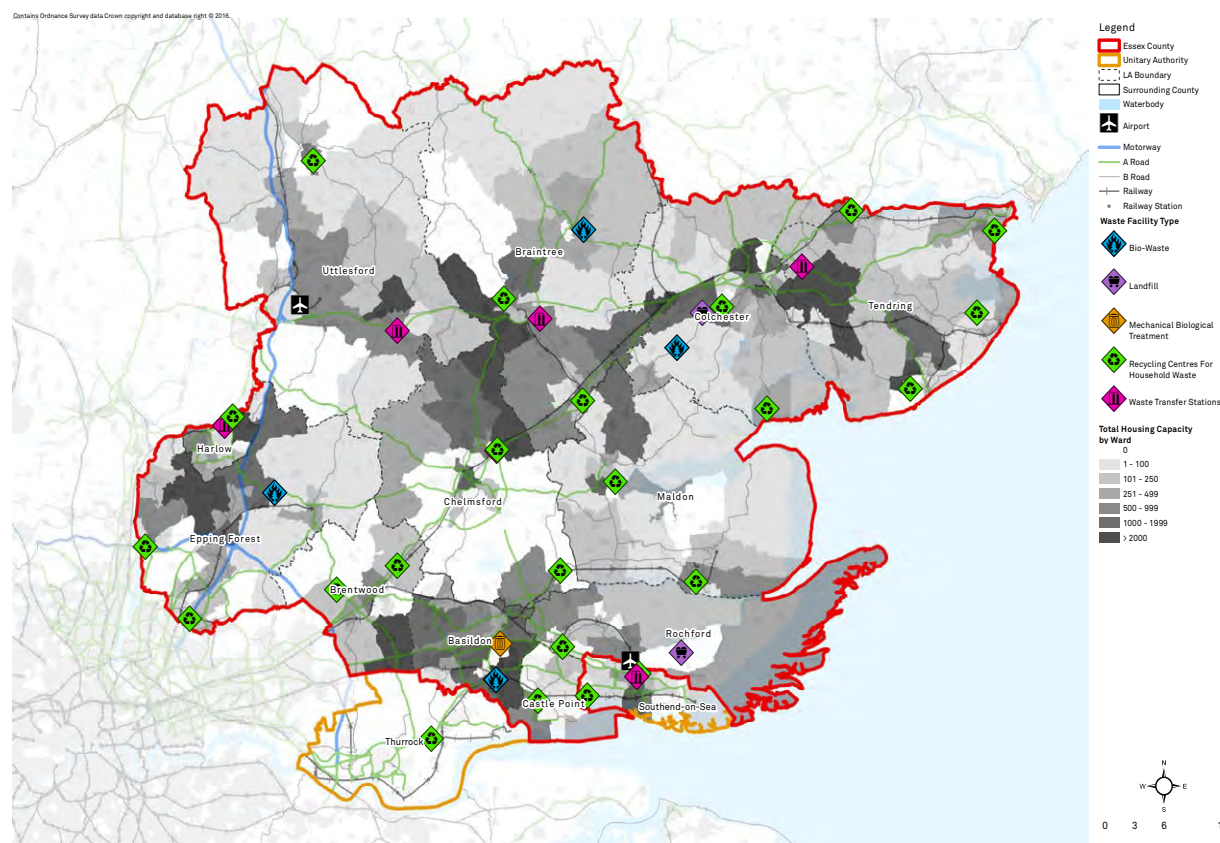 Contains Ordnance Survey data Crown copyright and database right © 2016.
Legend
Essex County
Unitary Authority
LA Boundary
Surrounding County
Waterbody
Airport
Motorway
A Road
B Road
Railway
Railway Station
Waste Facility Type
Bio-Waste
Landfill
Mechanical Biological
Treatment
Recycling Centres For
Household Waste
Waste Transfer Stations
Total Housing Capacity
by Ward
0
1 - 100
101 - 250
251 - 499
500 - 999
1000 - 1999
> 2000
Braintree
Uttlesford
Tendring
Colchester
Harlow
Chelmsford
Maldon
Epping Forest
Brentwood
Rochford
Basildon
Castle Point
Southend-on-Sea
Thurrock
N
W
E
S
0 3 6 1